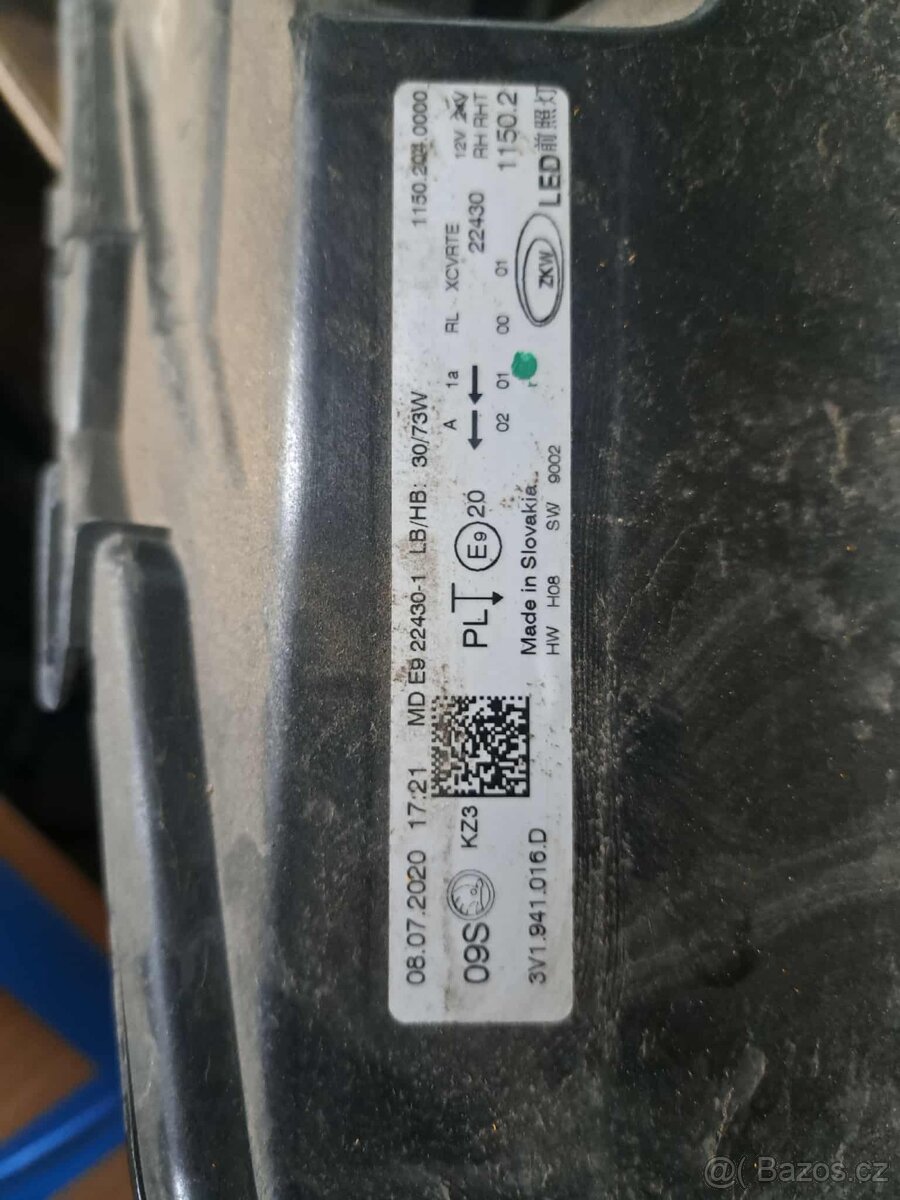 08.07.2020 17:21 MD E9 22430-1 LB/HB: 30/73W 1150.204.0000
A 1a RL XCVRTE 12V 24V
09S KZ3 PL E9 20 22430 RH RHT
02 01 00 01 1150.2
3V1.941.016.D Made in Slovakia ZKW LED前照灯
HW H08 SW 9002
@( Bazos.cz